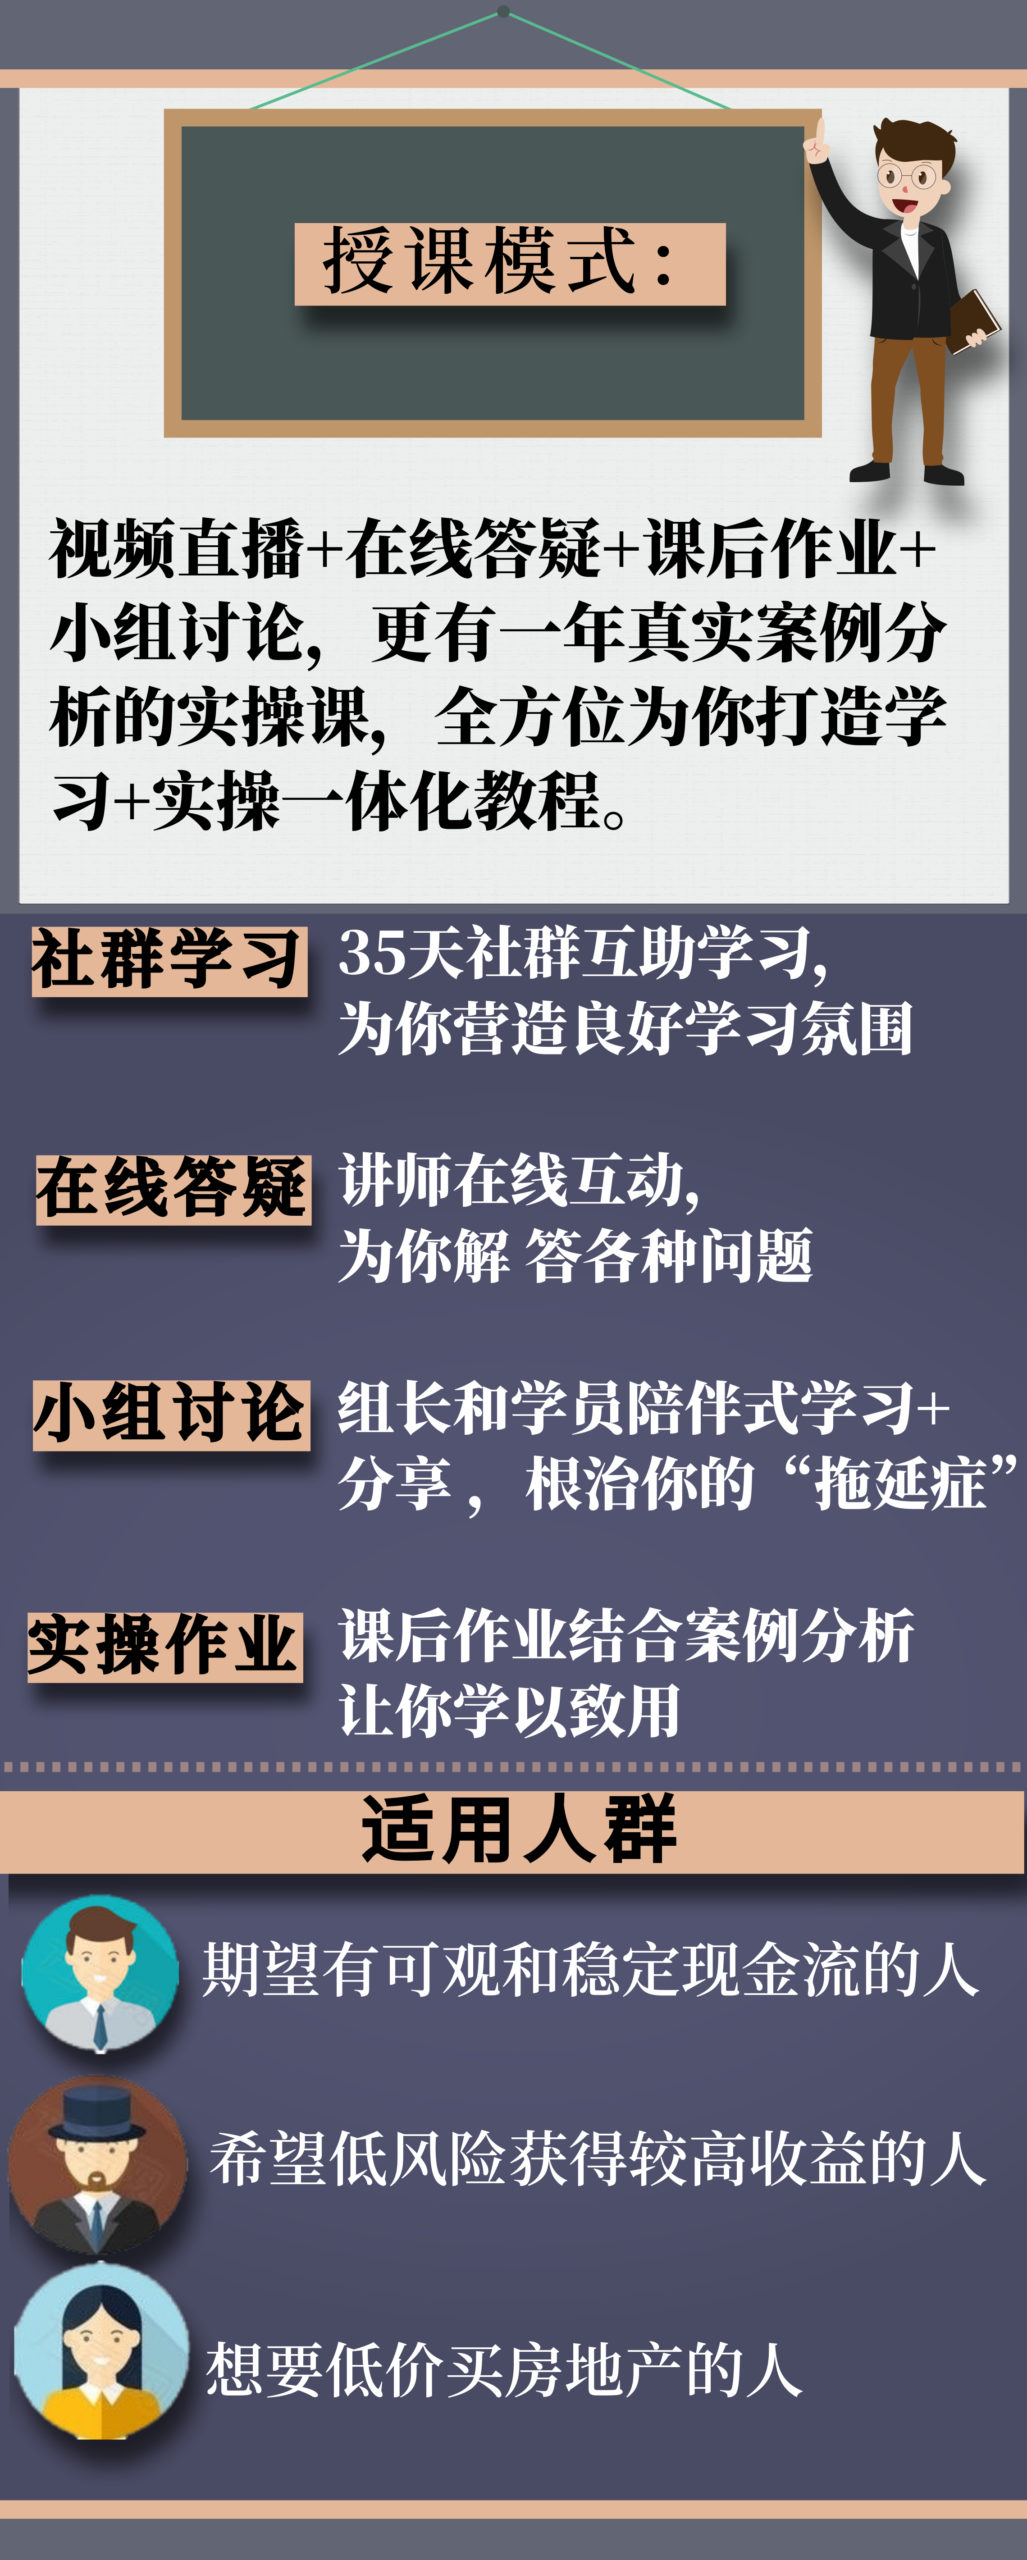 授课模式：
视频直播+在线答疑+课后作业+
小组讨论，更有一年真实案例分
析的实操课，全方位为你打造学
习+实操一体化教程。
社群学习
35天社群互助学习，
为你营造良好学习氛围
在线答疑
讲师在线互动，
为你解 答各种问题
小组讨论
组长和学员陪伴式学习+
分享 ，根治你的“拖延症”
实操作业
课后作业结合案例分析
让你学以致用
适用人群
期望有可观和稳定现金流的人
希望低风险获得较高收益的人
想要低价买房地产的人